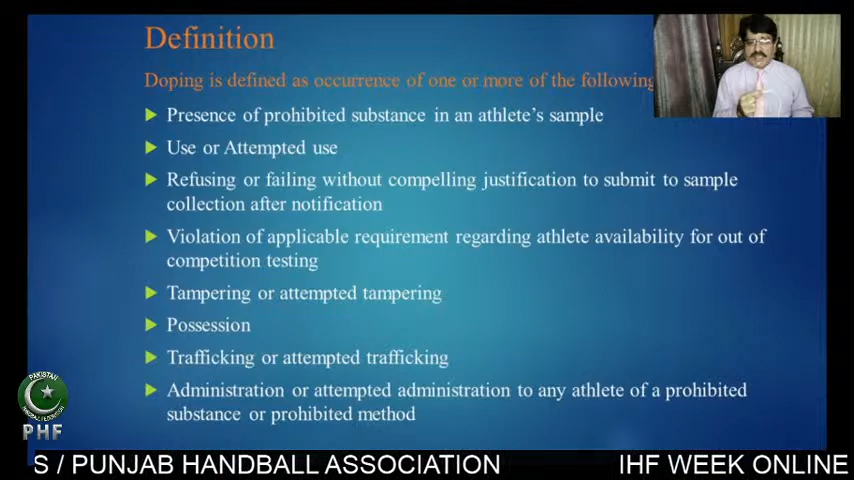 Definition
Doping is defined as occurrence of one or more of the following
Presence of prohibited substance in an athlete's sample
Use or Attempted use
Refusing or failing without compelling justification to submit to sample
collection after notification
Violation of applicable requirement regarding athlete availability for out of
competition testing
Tampering or attempted tampering
Possession
Trafficking or attempted trafficking
Administration or attempted administration to any athlete of a prohibited
substance or prohibited method
PAKISTAN
HANDBALL FEDERATION
PHF
S / PUNJAB HANDBALL ASSOCIATION
IHF WEEK ONLINE